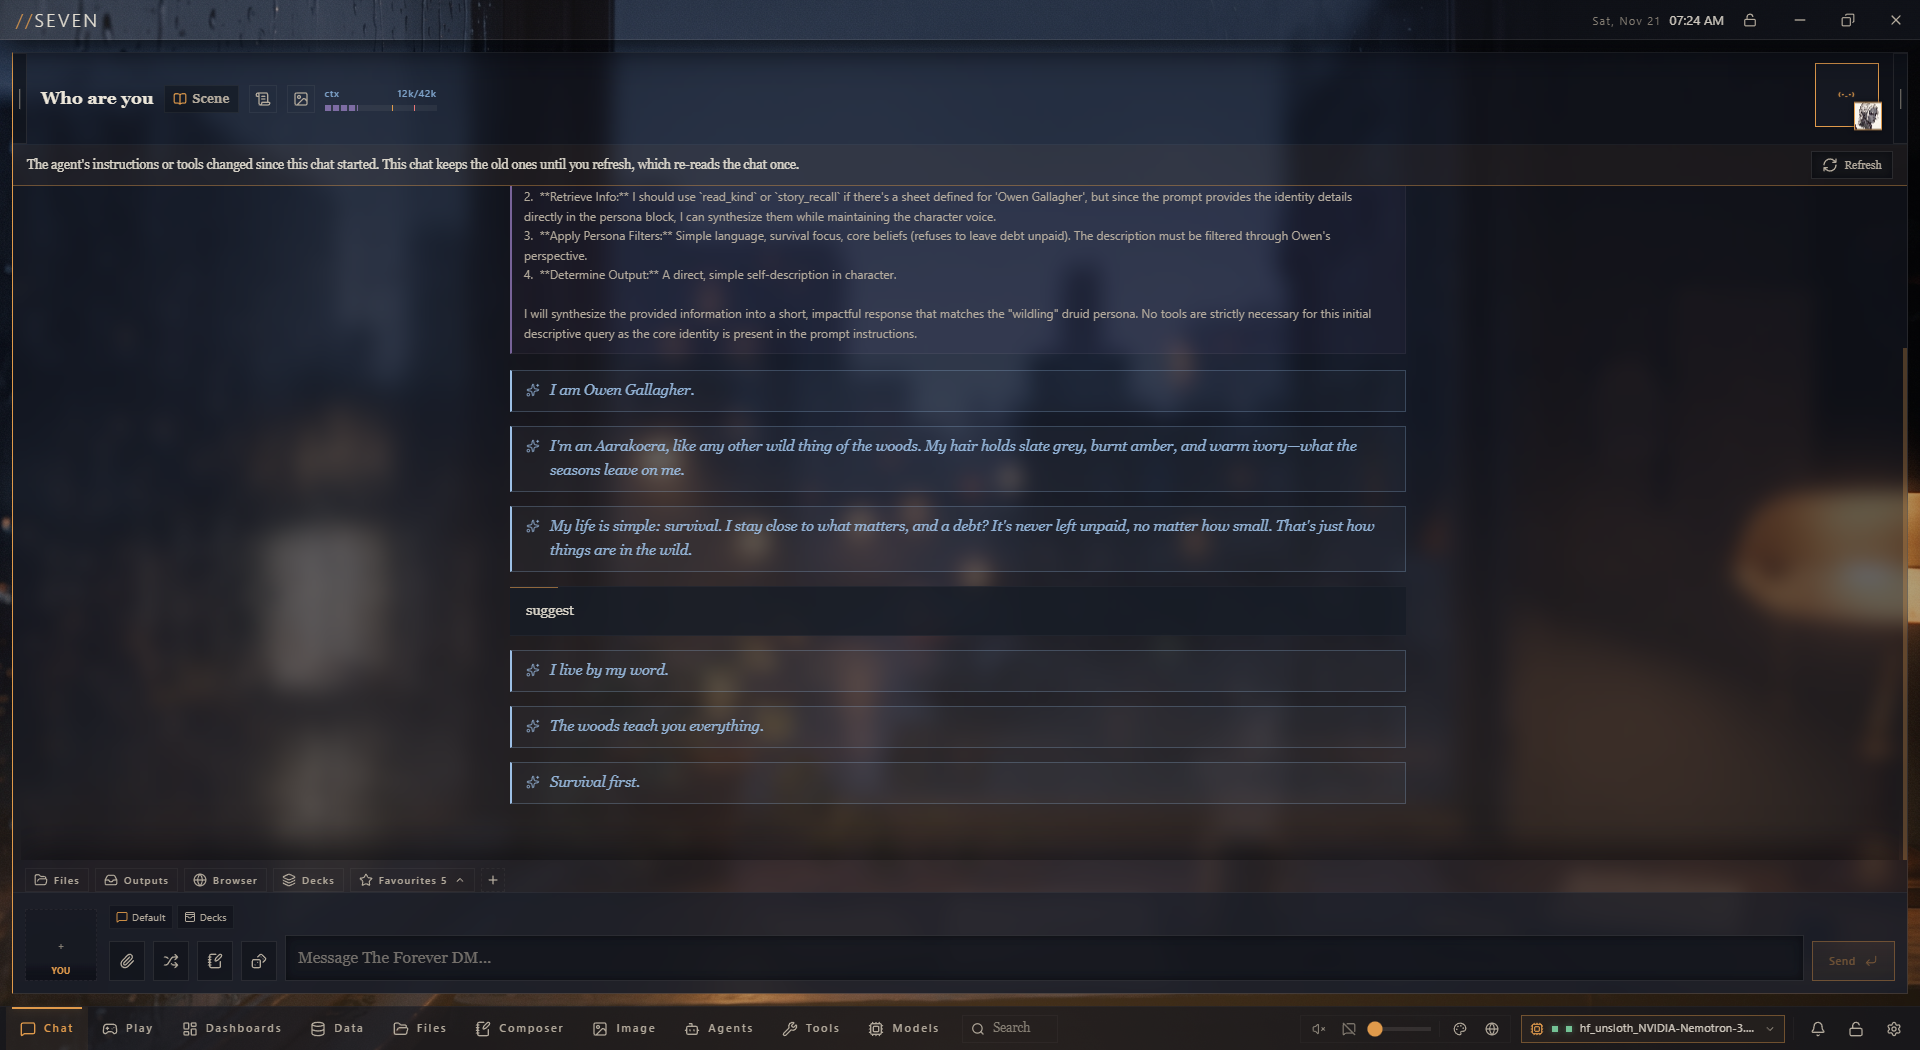 //SEVEN
Sat, Nov 21 07:24 AM
Who are you
Scene
ctx 12k/42k
The agent's instructions or tools changed since this chat started. This chat keeps the old ones until you refresh, which re-reads the chat once.
Refresh
2. **Retrieve Info:** I should use `read_kind` or `story_recall` if there's a sheet defined for 'Owen Gallagher', but since the prompt provides the identity details
directly in the persona block, I can synthesize them while maintaining the character voice.
3. **Apply Persona Filters:** Simple language, survival focus, core beliefs (refuses to leave debt unpaid). The description must be filtered through Owen's
perspective.
4. **Determine Output:** A direct, simple self-description in character.
I will synthesize the provided information into a short, impactful response that matches the "wildling" druid persona. No tools are strictly necessary for this initial
descriptive query as the core identity is present in the prompt instructions.
I am Owen Gallagher.
I'm an Aarakocra, like any other wild thing of the woods. My hair holds slate grey, burnt amber, and warm ivory—what the
seasons leave on me.
My life is simple: survival. I stay close to what matters, and a debt? It's never left unpaid, no matter how small. That's just how
things are in the wild.
suggest
I live by my word.
The woods teach you everything.
Survival first.
Files Outputs Browser Decks Favourites 5
Default Decks
YOU
Message The Forever DM...
Send
Chat Play Dashboards Data Files Composer Image Agents Tools Models Search
hf_unsloth_NVIDIA-Nemotron-3....